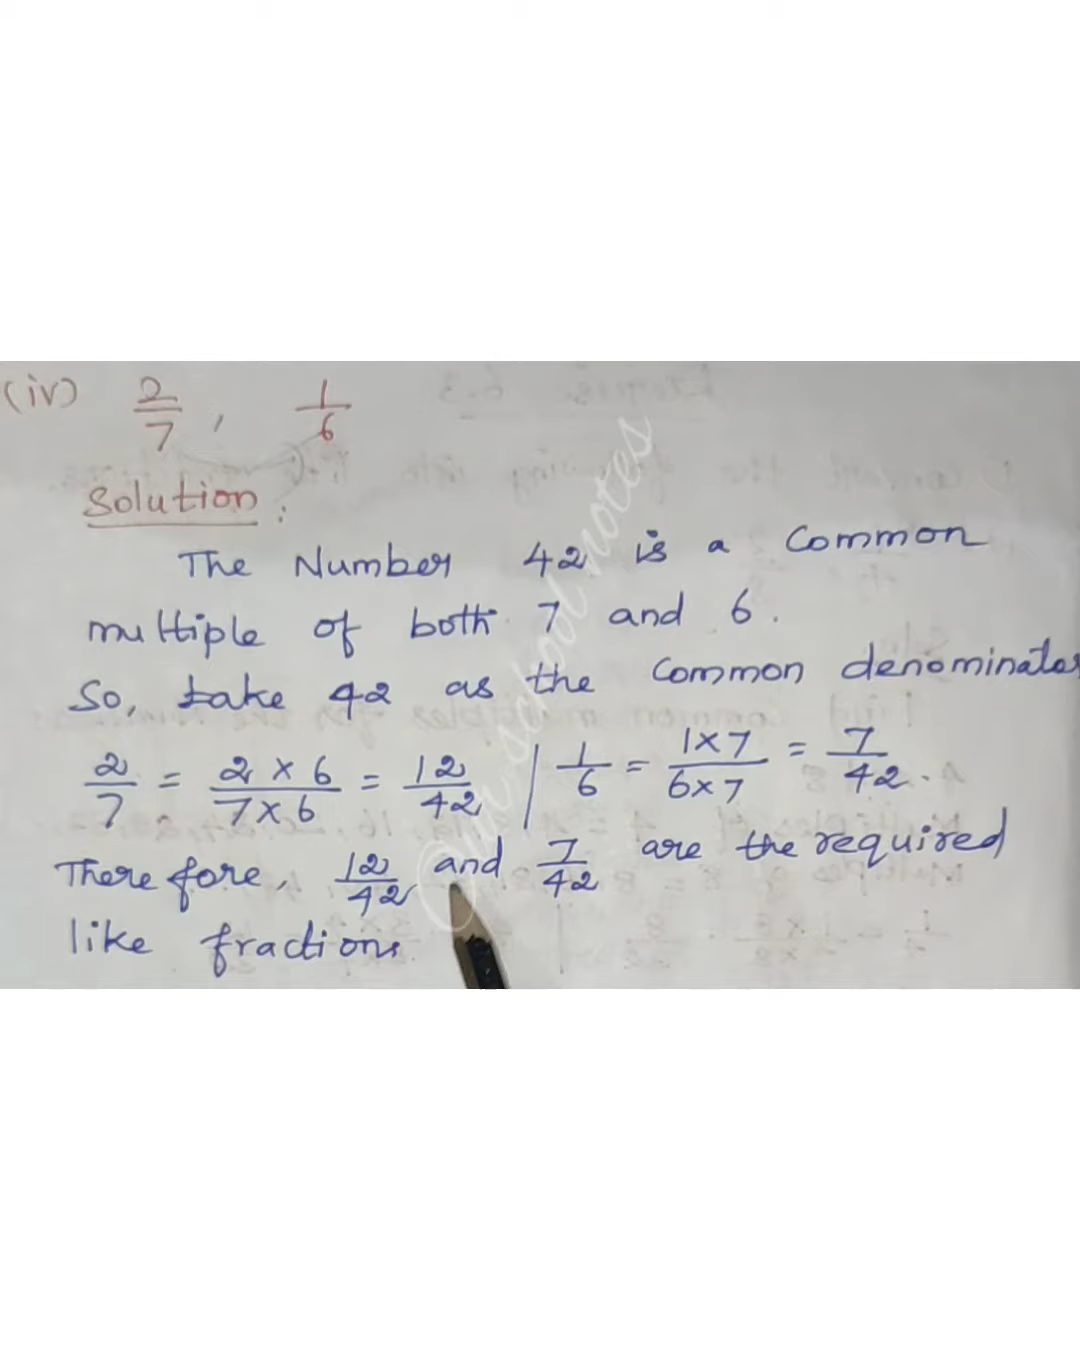 (iv) 2/7 , 1/6
Solution :
The Number 42 is a common
multiple of both 7 and 6.
So, take 42 as the common denominator
2/7 = 2 × 6/7 × 6 = 12/42 | 1/6 = 1 × 7/6 × 7 = 7/42.
There fore, 12/42 and 7/42 are the required
like fractions